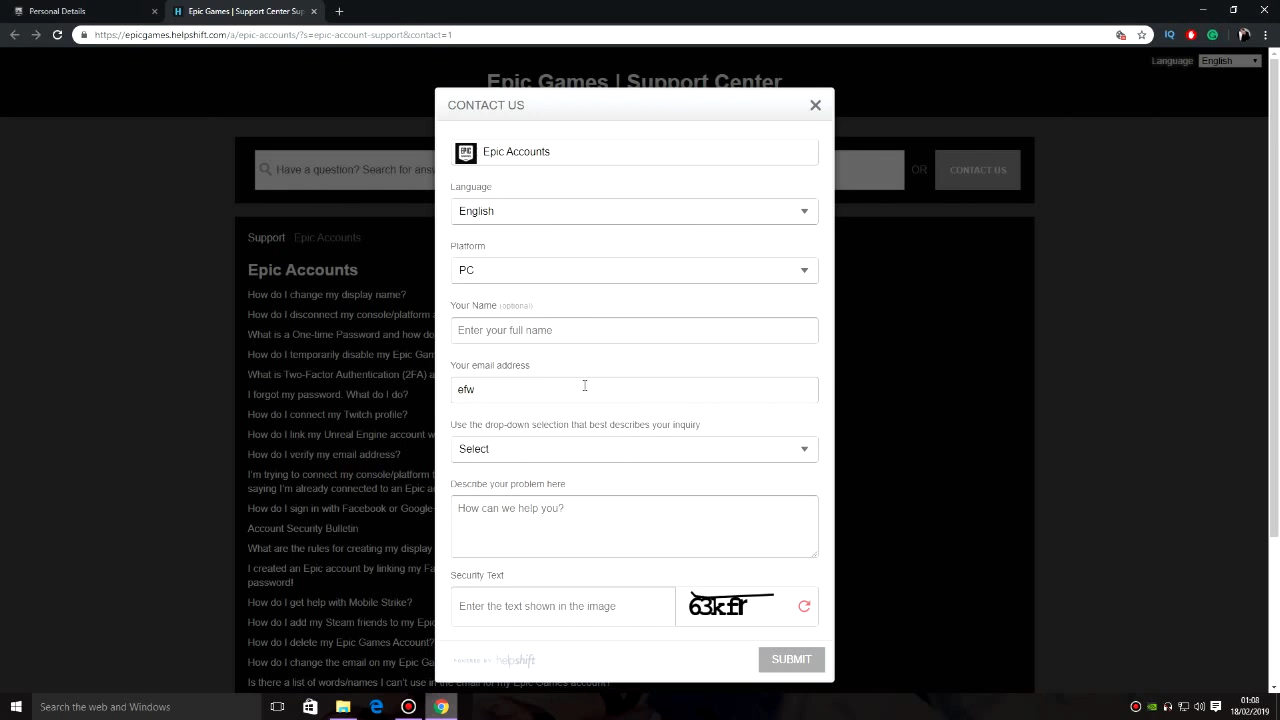 Personal Details
Epic Games | Support Center
https://epicgames.helpshift.com/a/epic-accounts/?s=epic-account-support&contact=1
Language English
Epic Games | Support Center
CONTACT US
Have a question? Search for answ
OR
CONTACT US
EPIC
Epic Accounts
Language
English
Platform
PC
Your Name (optional)
Enter your full name
Your email address
efw
Use the drop-down selection that best describes your inquiry
Select
Describe your problem here
How can we help you?
Security Text
Enter the text shown in the image
63kfr
POWERED BY helpshift
SUBMIT
Support
Epic Accounts
Epic Accounts
How do I change my display name?
How do I disconnect my console/platform a
What is a One-time Password and how do
How do I temporarily disable my Epic Gam
What is Two-Factor Authentication (2FA) a
I forgot my password. What do I do?
How do I connect my Twitch profile?
How do I link my Unreal Engine account w
How do I verify my email address?
I'm trying to connect my console/platform t
saying I'm already connected to an Epic a
How do I sign in with Facebook or Google
Account Security Bulletin
What are the rules for creating my display
I created an Epic account by linking my Fa
password!
How do I get help with Mobile Strike?
How do I add my Steam friends to my Epic
How do I delete my Epic Games Account?
How do I change the email on my Epic Ga
Is there a list of words/names I can't use in the email for my Epic Games account?
Search the web and Windows
01:08
18/02/2019